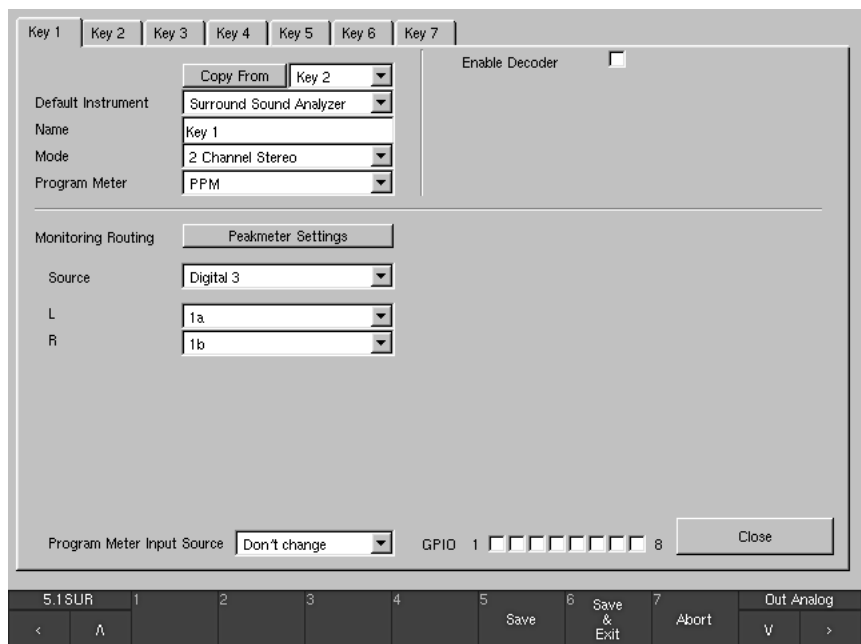 Key 1 Key 2 Key 3 Key 4 Key 5 Key 6 Key 7
Copy From Key 2 Enable Decoder
Default Instrument Surround Sound Analyzer
Name Key 1
Mode 2 Channel Stereo
Program Meter PPM
Monitoring Routing Peakmeter Settings
Source Digital 3
L 1a
R 1b
Program Meter Input Source Don't change GPIO 1 8 Close
5.1SUR 1 2 3 4 5 Save 6 Save & Exit 7 Abort Out Analog
< Λ V >